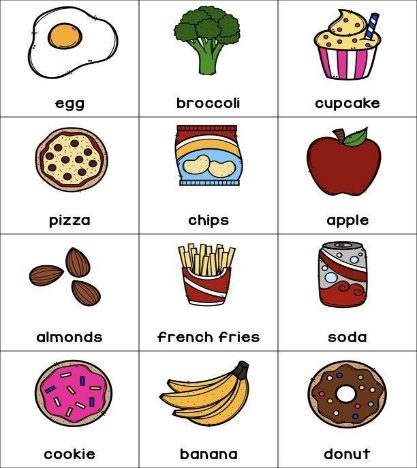 egg
broccoli
cupcake
pizza
chips
apple
almonds
french fries
soda
cookie
banana
donut